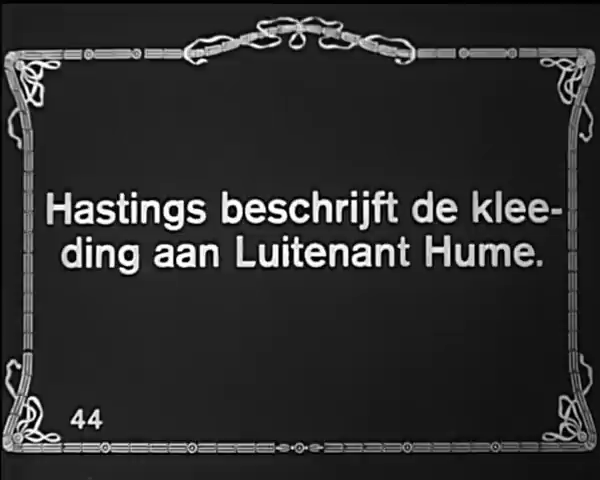 Hastings beschrijft de klee-
ding aan Luitenant Hume.
44